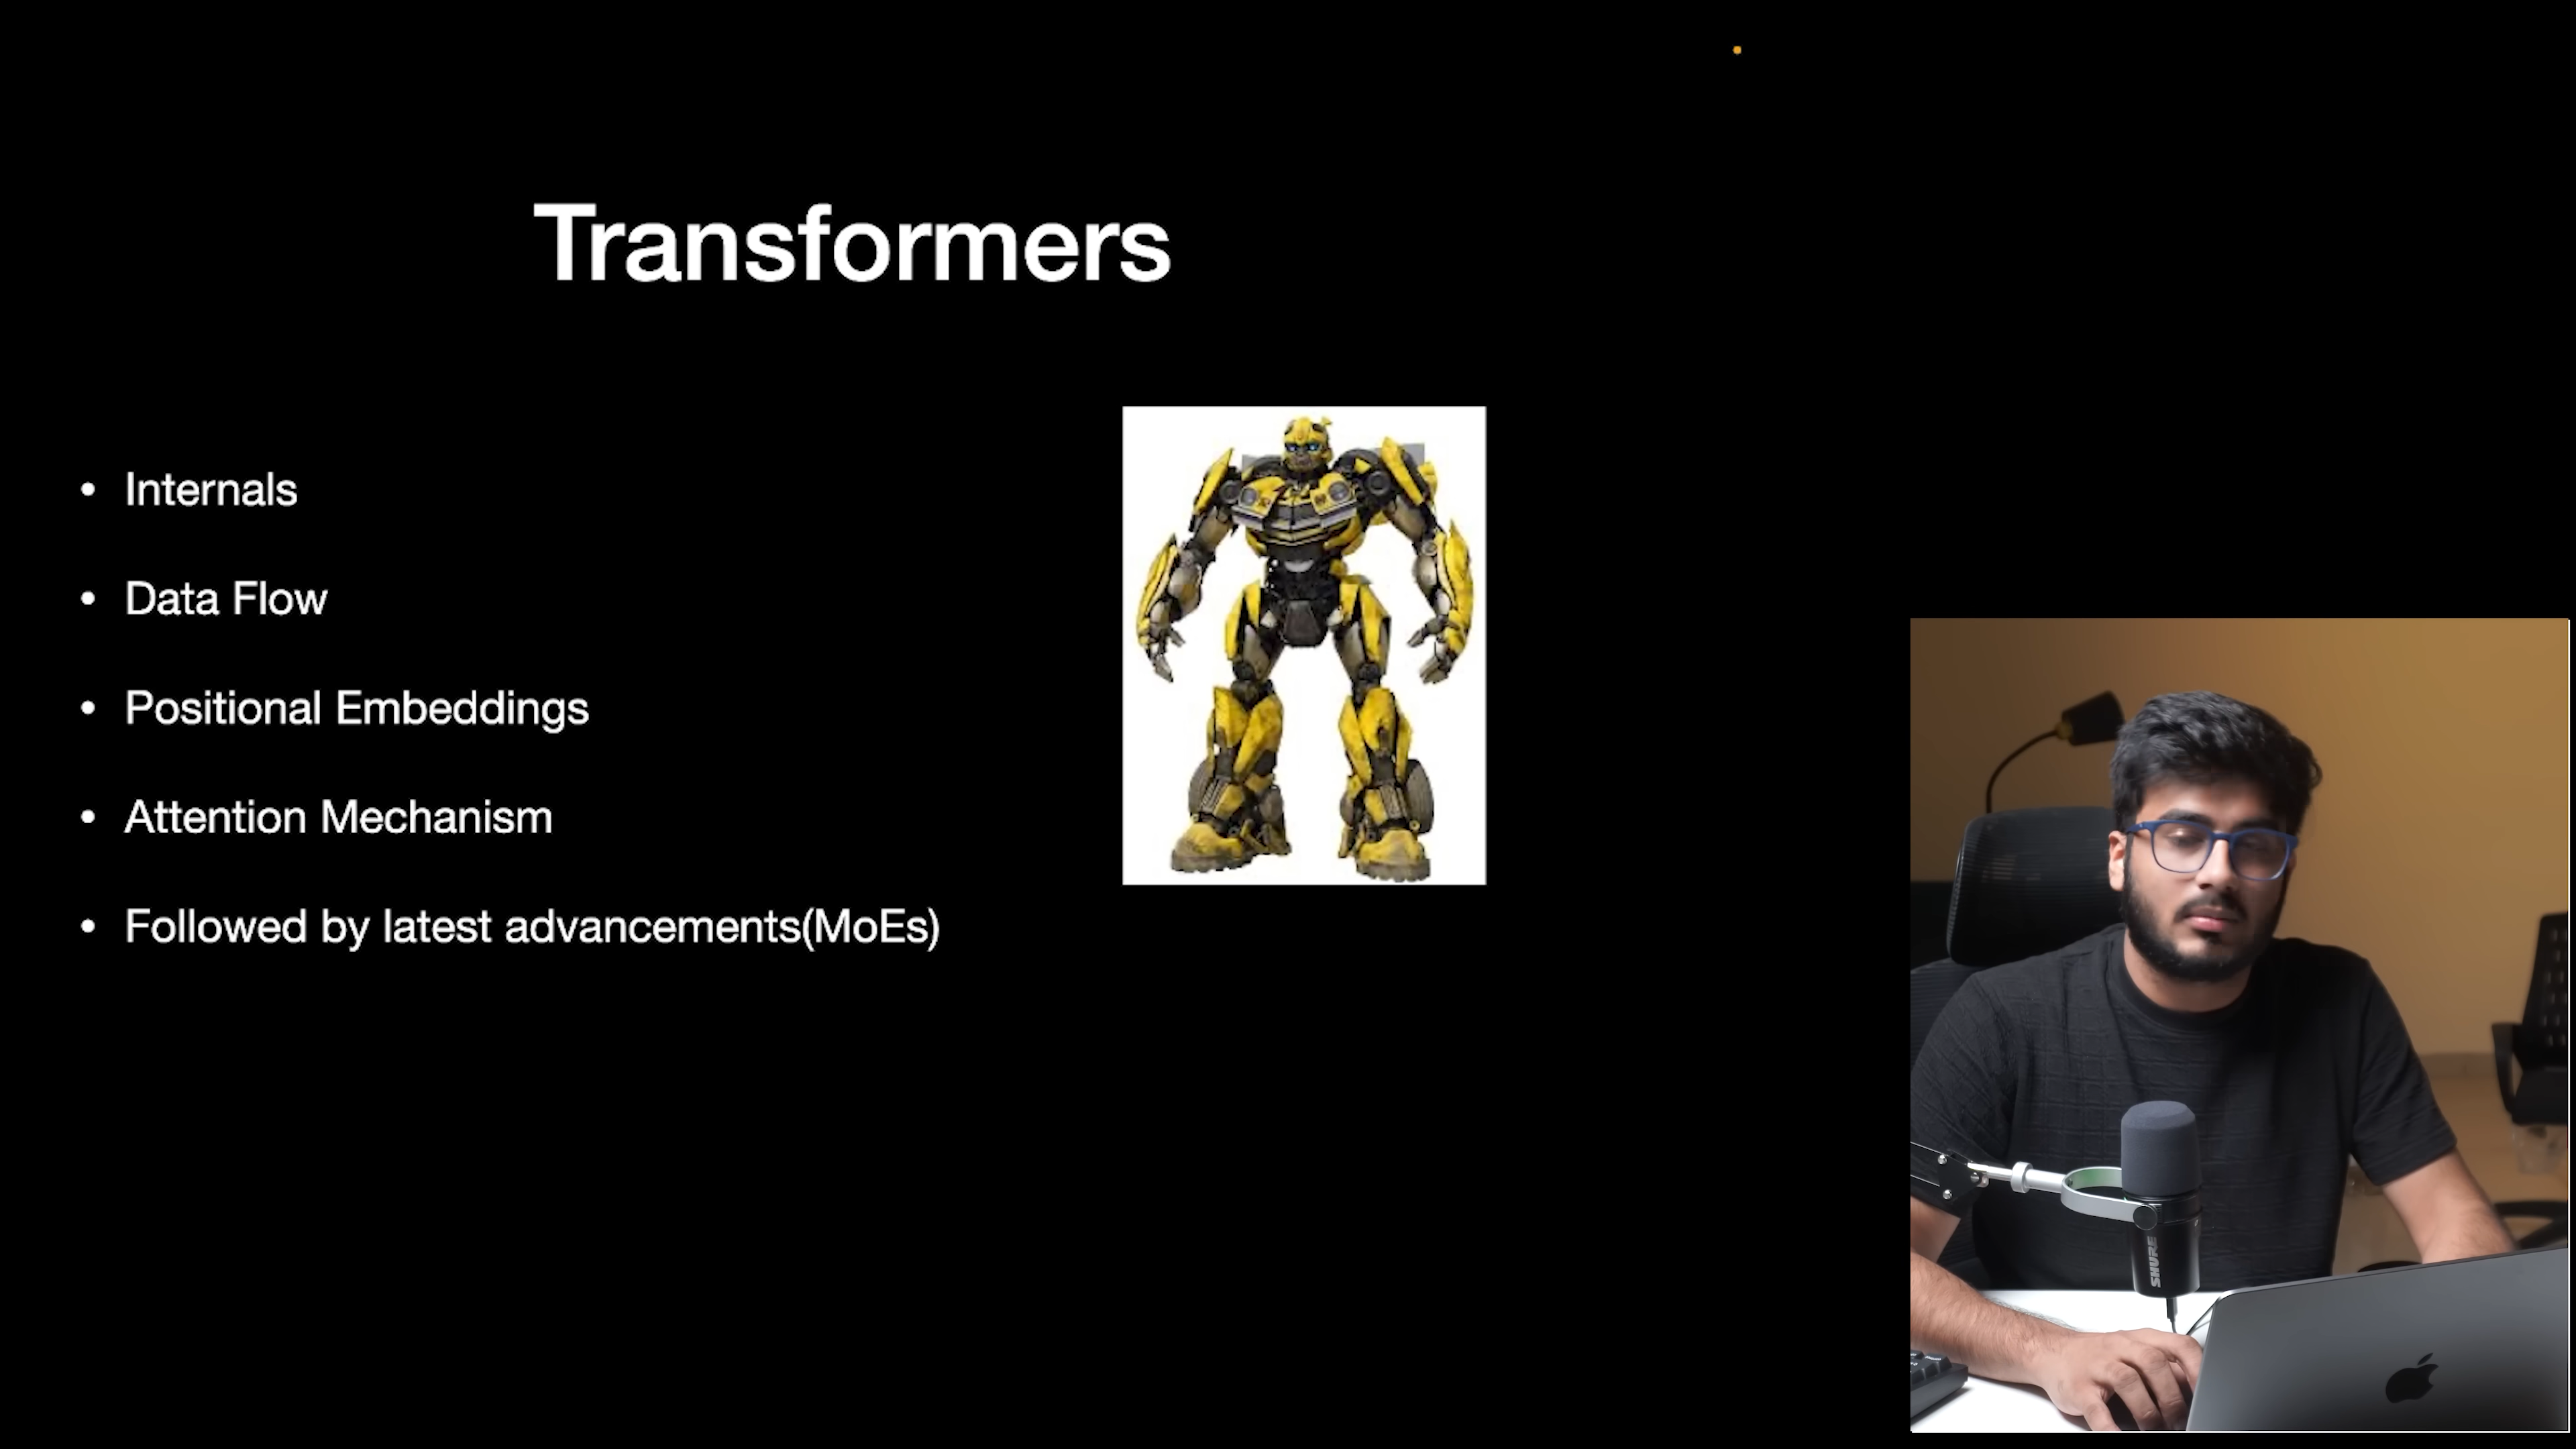 Transformers
• Internals
• Data Flow
• Positional Embeddings
• Attention Mechanism
• Followed by latest advancements(MoEs)
SHURE